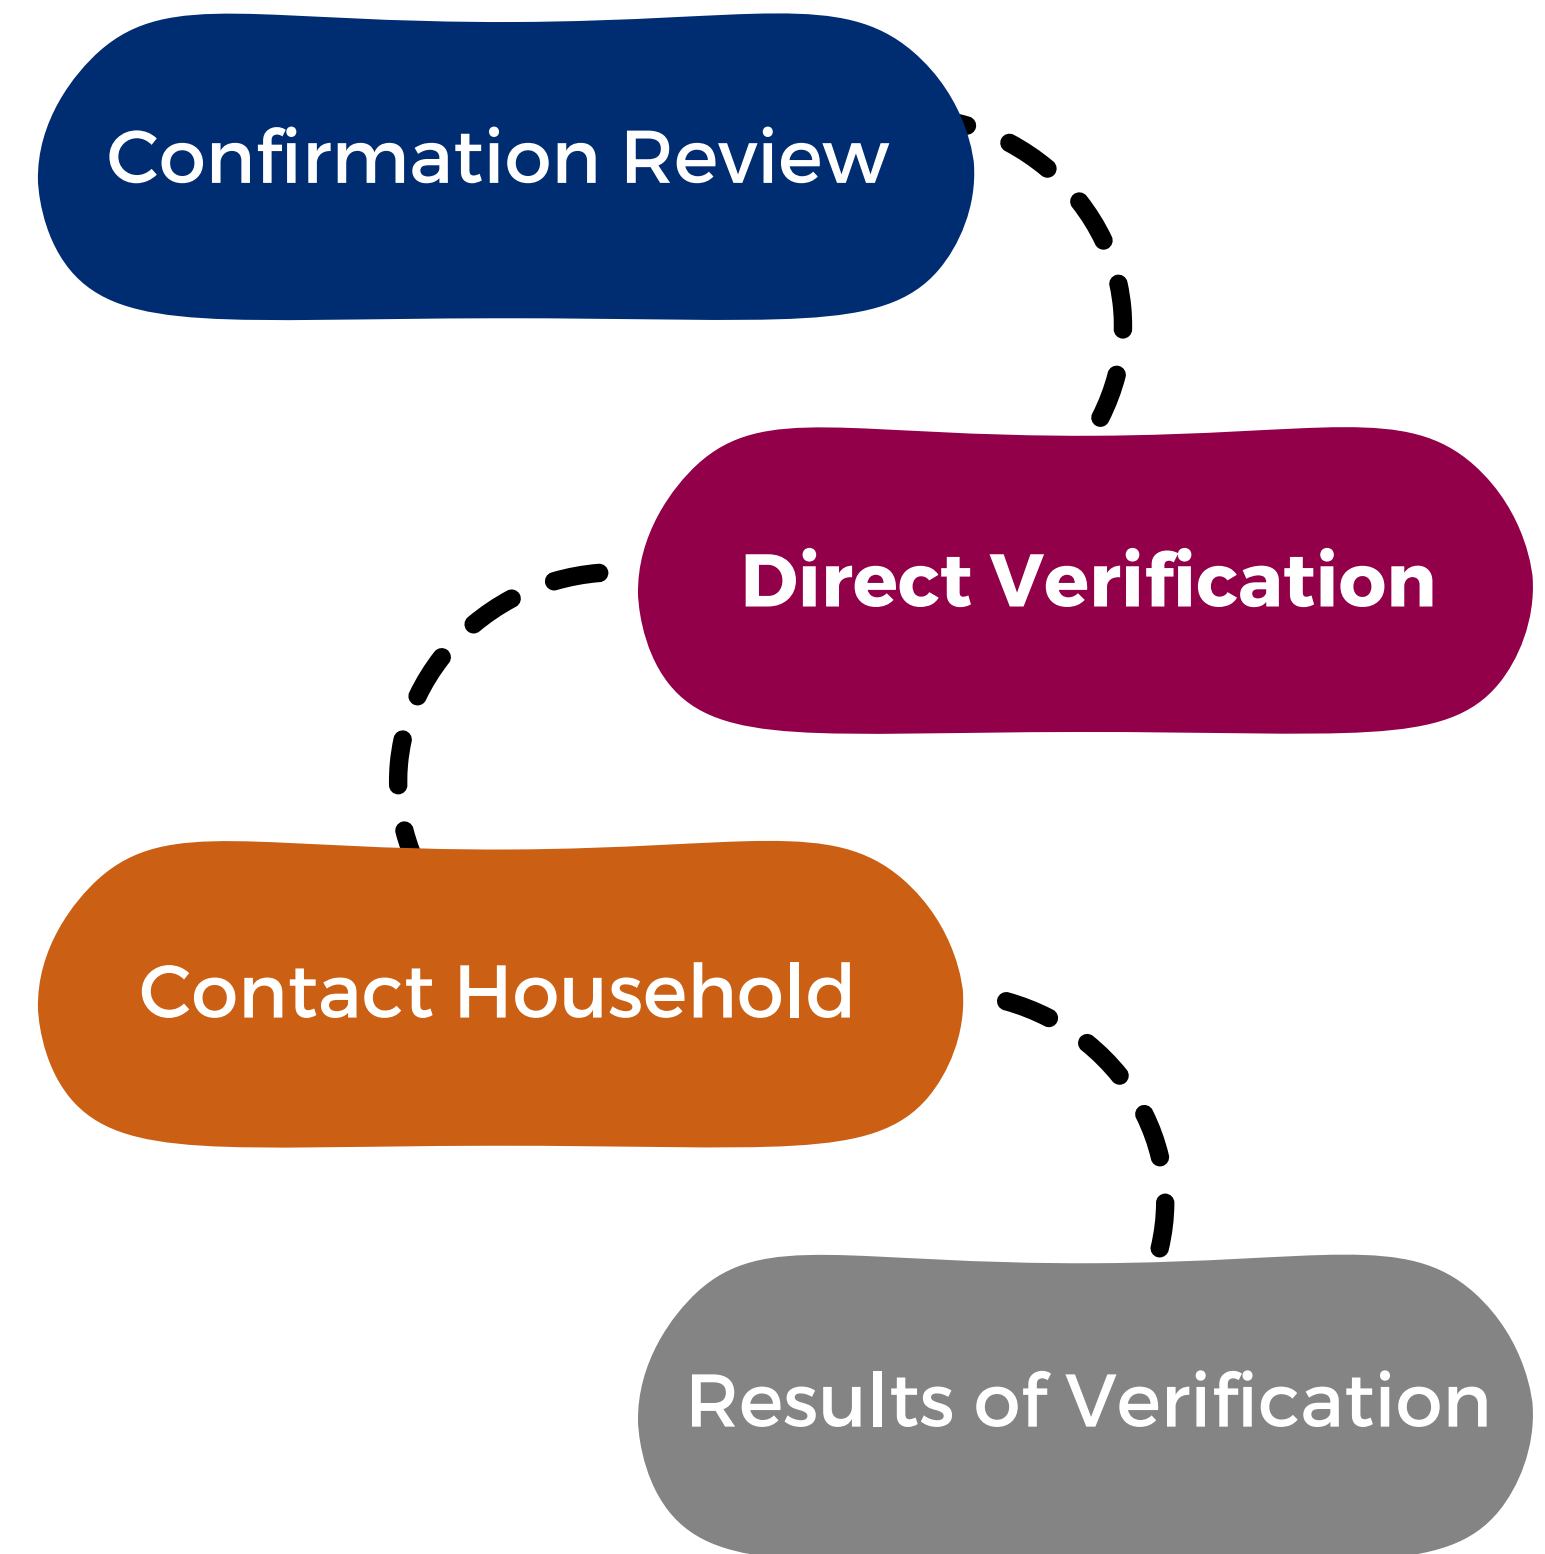 Confirmation Review
Direct Verification
Contact Household
Results of Verification